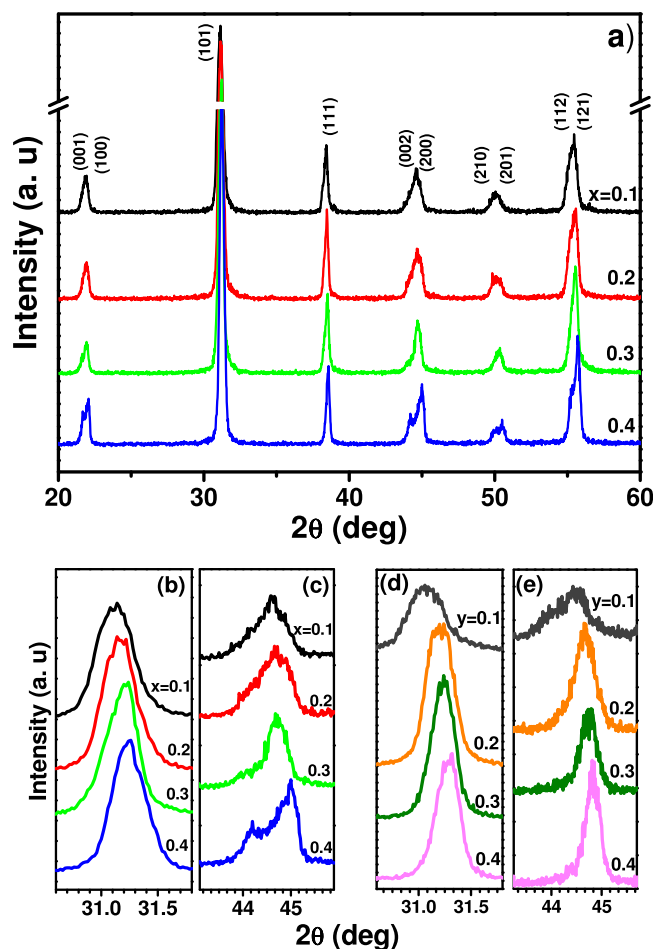 a)
(101)
(001)
(100)
(111)
(002)
(200)
(210)
(201)
(112)
(121)
x=0.1
0.2
0.3
0.4
Intensity (a. u)
20 30 40 50 60
2θ (deg)
(b) (c) (d) (e)
x=0.1
0.2
0.3
0.4
x=0.1
0.2
0.3
0.4
y=0.1
0.2
0.3
0.4
y=0.1
0.2
0.3
0.4
Intensity (a. u)
31.0 31.5 44 45 31.0 31.5 44 45
2θ (deg)